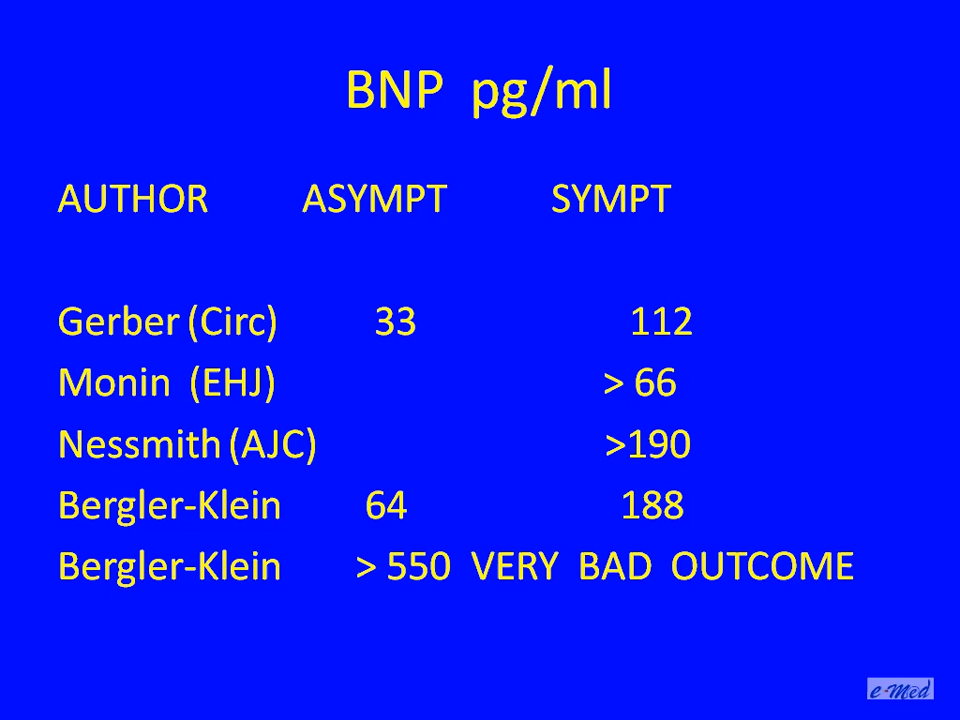 BNP pg/ml
AUTHOR ASYMPT SYMPT
Gerber (Circ) 33 112
Monin (EHJ) > 66
Nessmith (AJC) >190
Bergler-Klein 64 188
Bergler-Klein > 550 VERY BAD OUTCOME
e-Med